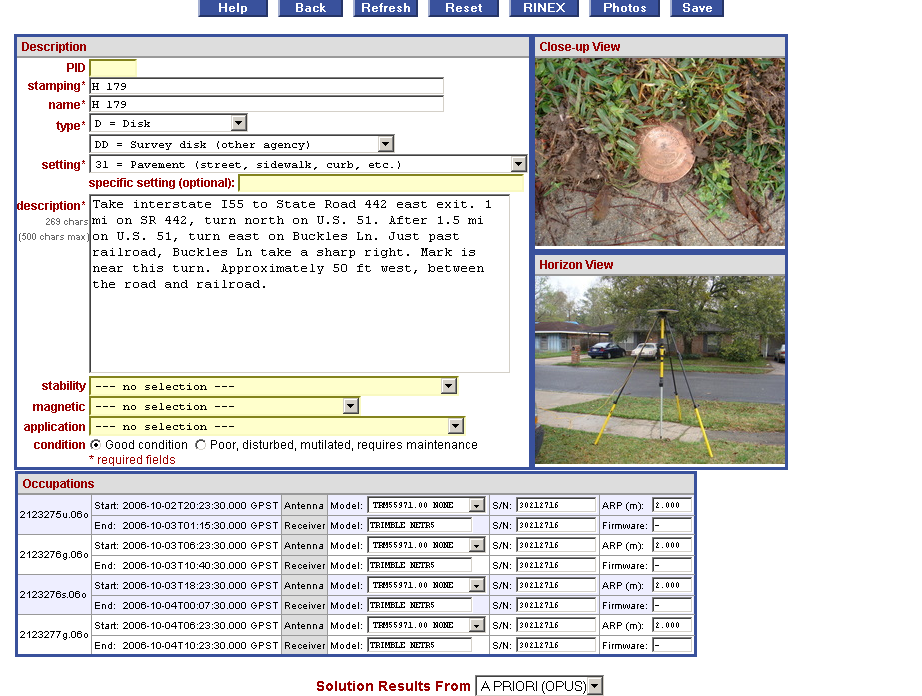 Help Back Refresh Reset RINEX Photos Save
Description
PID
stamping* H 179
name* H 179
type* D = Disk
DD = Survey disk (other agency)
setting* 31 = Pavement (street, sidewalk, curb, etc.)
specific setting (optional):
description*
269 chars
(500 chars max)
Take interstate I55 to State Road 442 east exit. 1
mi on SR 442, turn north on U.S. 51. After 1.5 mi
on U.S. 51, turn east on Buckles Ln. Just past
railroad, Buckles Ln take a sharp right. Mark is
near this turn. Approximately 50 ft west, between
the road and railroad.
stability --- no selection ---
magnetic --- no selection ---
application --- no selection ---
condition Good condition Poor, disturbed, mutilated, requires maintenance
* required fields
Close-up View
Horizon View
Occupations
2123275u.06o Start: 2006-10-02T20:23:30.000 GPST Antenna Model: TRM55971.00 NONE S/N: 30212716 ARP (m): 2.000
End: 2006-10-03T01:15:30.000 GPST Receiver Model: TRIMBLE NETR5 S/N: 30212716 Firmware: -
2123276g.06o Start: 2006-10-03T06:23:30.000 GPST Antenna Model: TRM55971.00 NONE S/N: 30212716 ARP (m): 2.000
End: 2006-10-03T10:40:30.000 GPST Receiver Model: TRIMBLE NETR5 S/N: 30212716 Firmware: -
2123276s.06o Start: 2006-10-03T18:23:30.000 GPST Antenna Model: TRM55971.00 NONE S/N: 30212716 ARP (m): 2.000
End: 2006-10-04T00:07:30.000 GPST Receiver Model: TRIMBLE NETR5 S/N: 30212716 Firmware: -
2123277g.06o Start: 2006-10-04T06:23:30.000 GPST Antenna Model: TRM55971.00 NONE S/N: 30212716 ARP (m): 2.000
End: 2006-10-04T10:23:30.000 GPST Receiver Model: TRIMBLE NETR5 S/N: 30212716 Firmware: -
Solution Results From A PRIORI (OPUS)